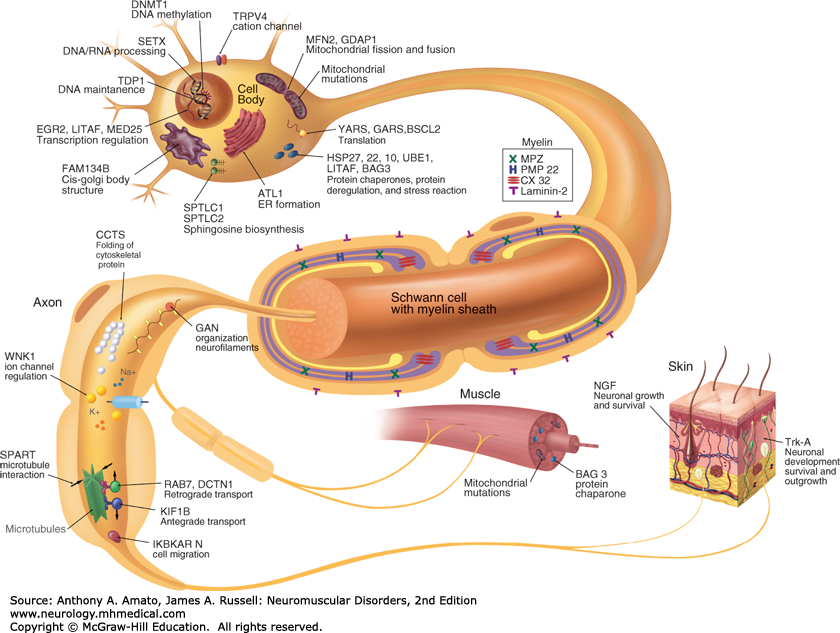 DNMT1
DNA methylation
TRPV4
cation channel
SETX
DNA/RNA processing
MFN2, GDAP1
Mitochondrial fission and fusion
Mitochondrial
mutations
TDP1
DNA maintanence
Cell
Body
EGR2, LITAF, MED25
Transcription regulation
YARS, GARS,BSCL2
Translation
FAM134B
Cis-golgi body
structure
HSP27, 22, 10, UBE1,
LITAF, BAG3
Protein chaperones, protein
deregulation, and stress reaction
ATL1
ER formation
SPTLC1
SPTLC2
Sphingosine biosynthesis
Myelin
X MPZ
H PMP 22
CX 32
T Laminin-2
CCTS
Folding of
cytoskeletal
protein
Axon
GAN
organization
neurofilaments
Schwann cell
with myelin sheath
WNK1
ion channel
regulation
Na+
K+
SPART
microtubule
interaction
RAB7, DCTN1
Retrograde transport
KIF1B
Antegrade transport
Microtubules
IKBKAR N
cell migration
Muscle
Mitochondrial
mutations
BAG 3
protein
chaparone
Skin
NGF
Neuronal growth
and survival
Trk-A
Neuronal
development
survival and
outgrowth
Source: Anthony A. Amato, James A. Russell: Neuromuscular Disorders, 2nd Edition
www.neurology.mhmedical.com
Copyright © McGraw-Hill Education. All rights reserved.